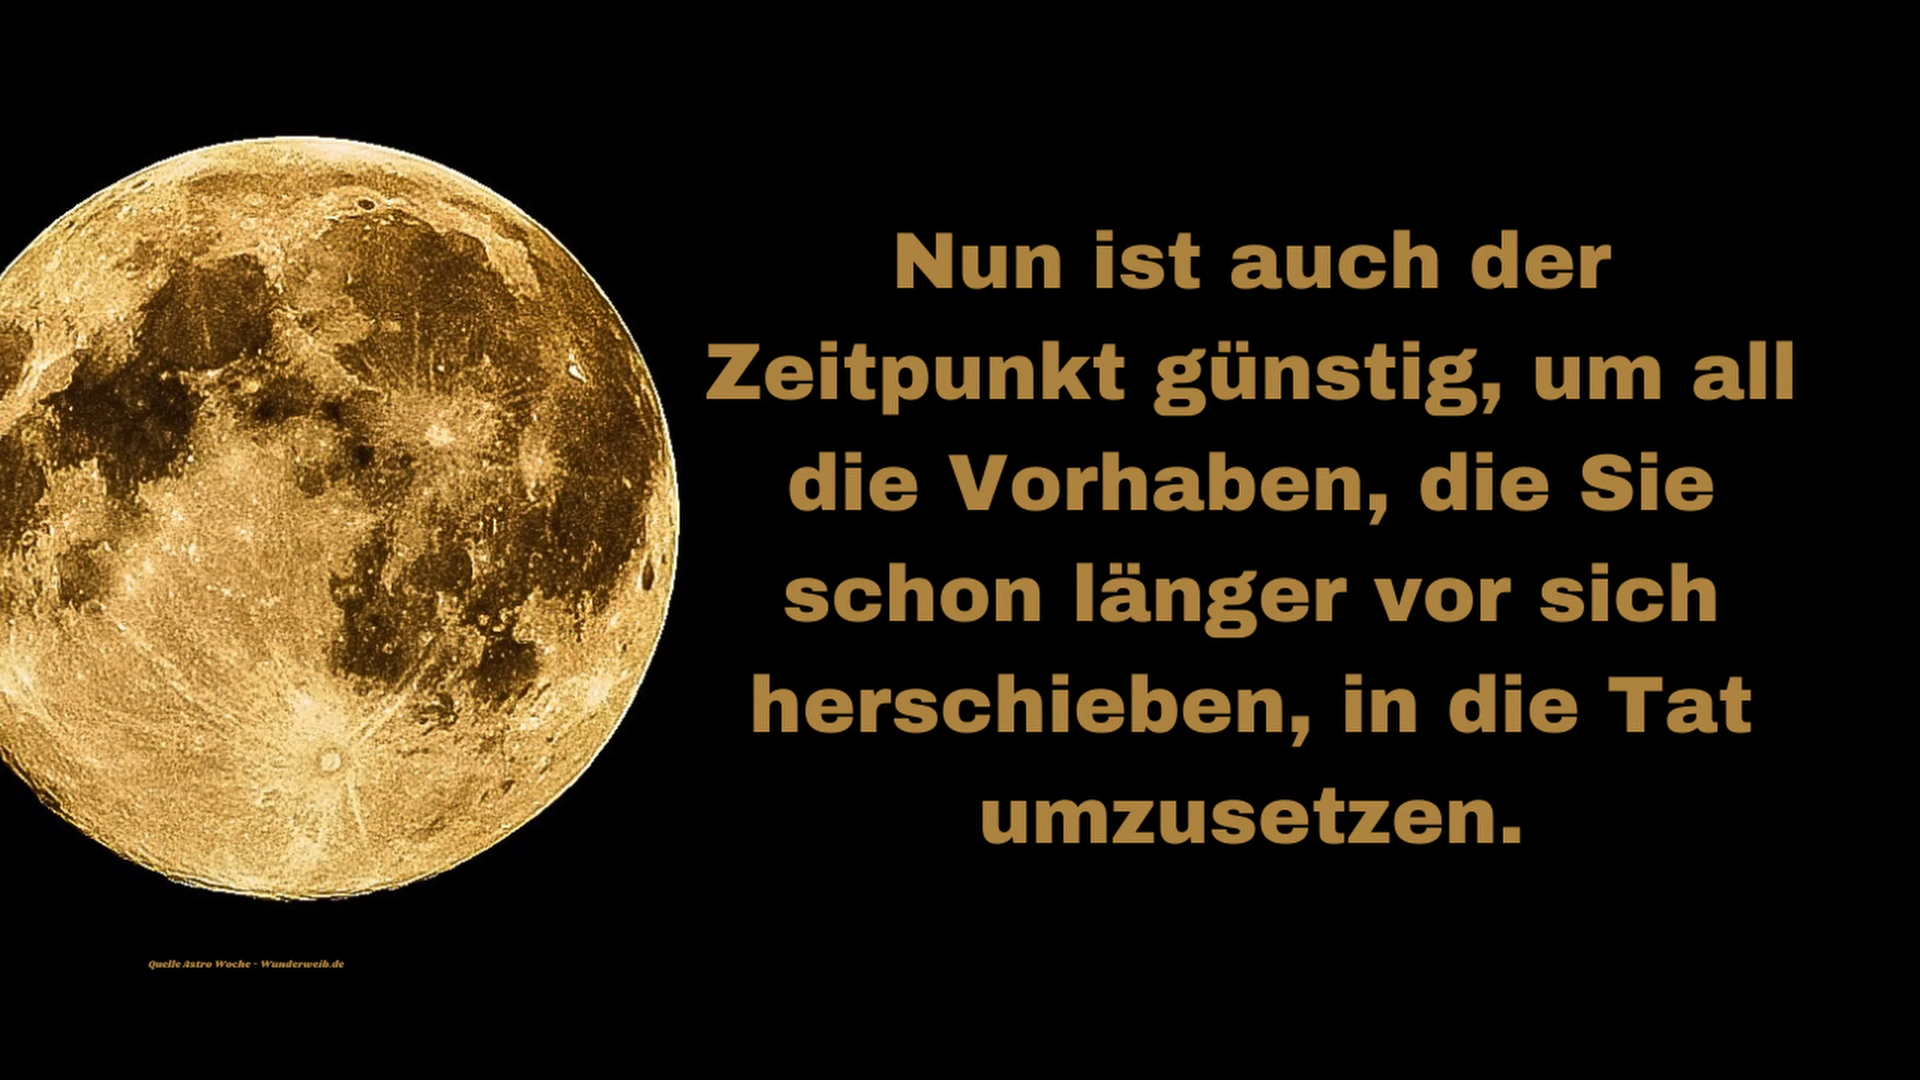 Nun ist auch der
Zeitpunkt günstig, um all
die Vorhaben, die Sie
schon länger vor sich
herschieben, in die Tat
umzusetzen.
Quelle Astro Woche - Wunderweib.de